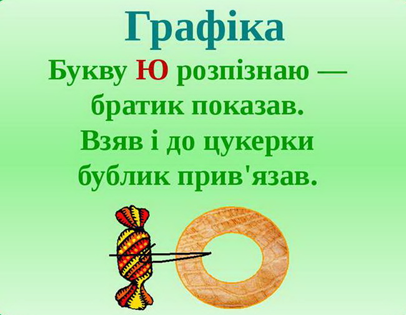 Графіка
Букву Ю розпізнаю —
братик показав.
Взяв і до цукерки
бублик прив'язав.